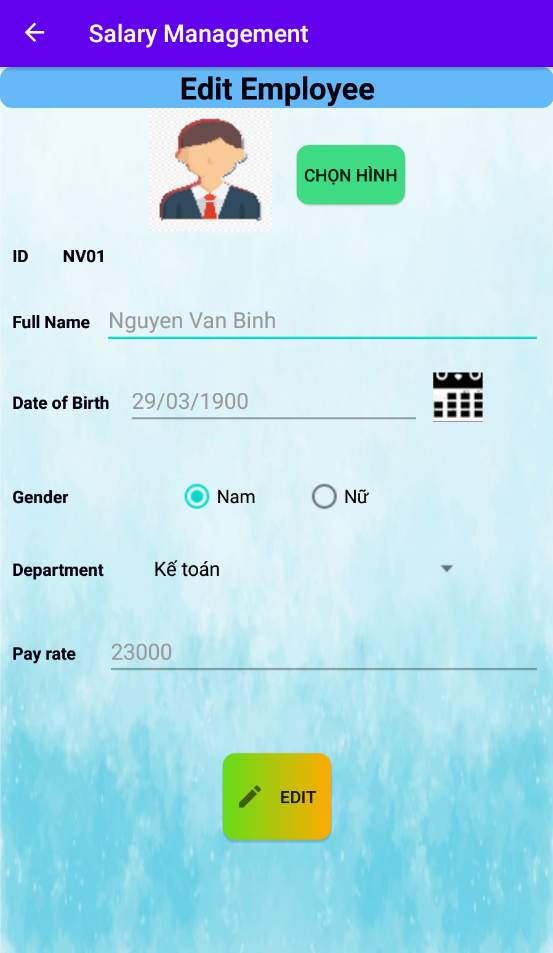 Salary Management
Edit Employee
CHỌN HÌNH
ID NV01
Full Name Nguyen Van Binh
Date of Birth 29/03/1900
Gender Nam Nữ
Department Kế toán
Pay rate 23000
EDIT